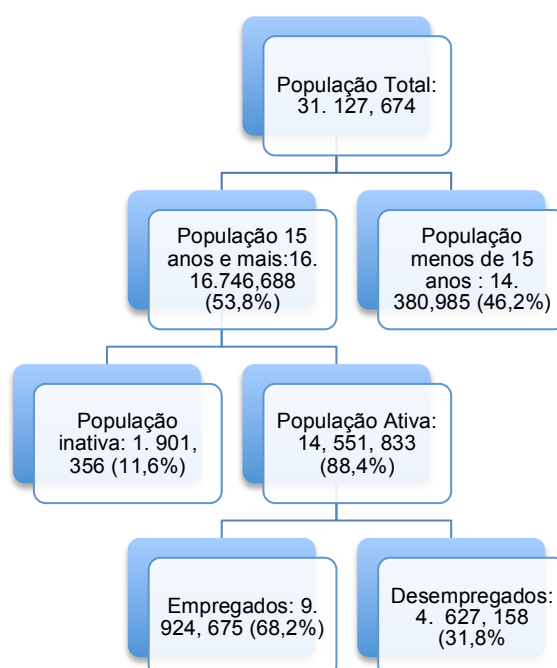 População Total:
31. 127, 674
População 15
anos e mais:16.
16.746,688
(53,8%)
População
menos de 15
anos : 14.
380,985 (46,2%)
População
inativa: 1. 901,
356 (11,6%)
População Ativa:
14, 551, 833
(88,4%)
Empregados: 9.
924, 675 (68,2%)
Desempregados:
4. 627, 158
(31,8%